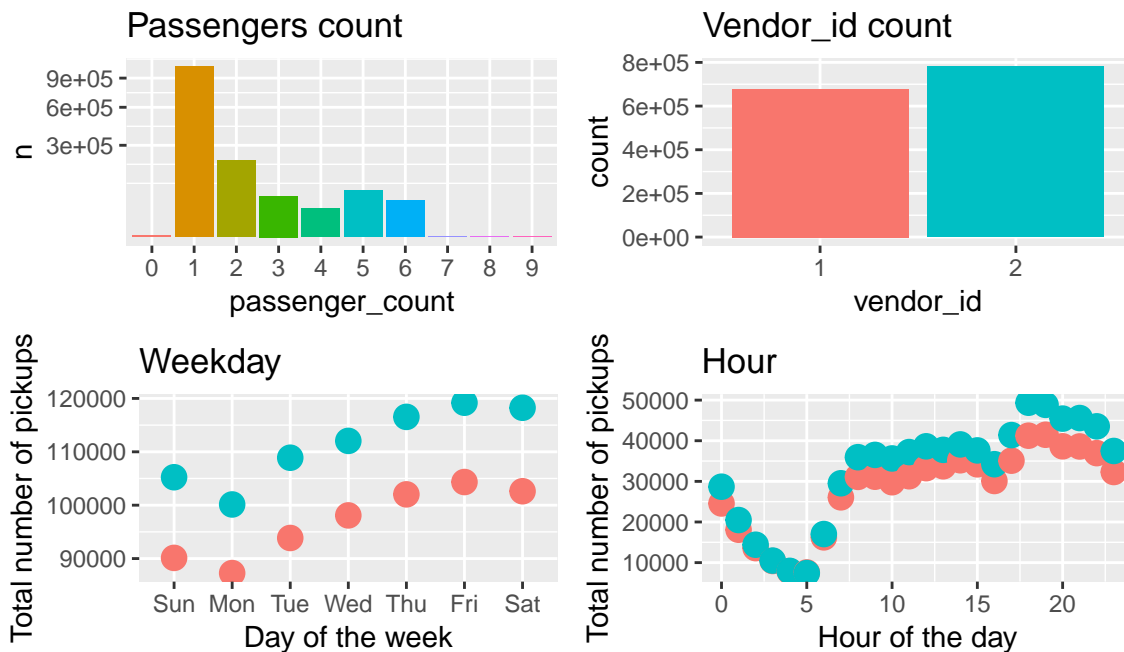 Passengers count
9e+05
6e+05
3e+05
n
0 1 2 3 4 5 6 7 8 9
passenger_count
Vendor_id count
8e+05
6e+05
4e+05
2e+05
0e+00
count
1 2
vendor_id
Weekday
120000
110000
100000
90000
Total number of pickups
Sun Mon Tue Wed Thu Fri Sat
Day of the week
Hour
50000
40000
30000
20000
10000
Total number of pickups
0 5 10 15 20
Hour of the day